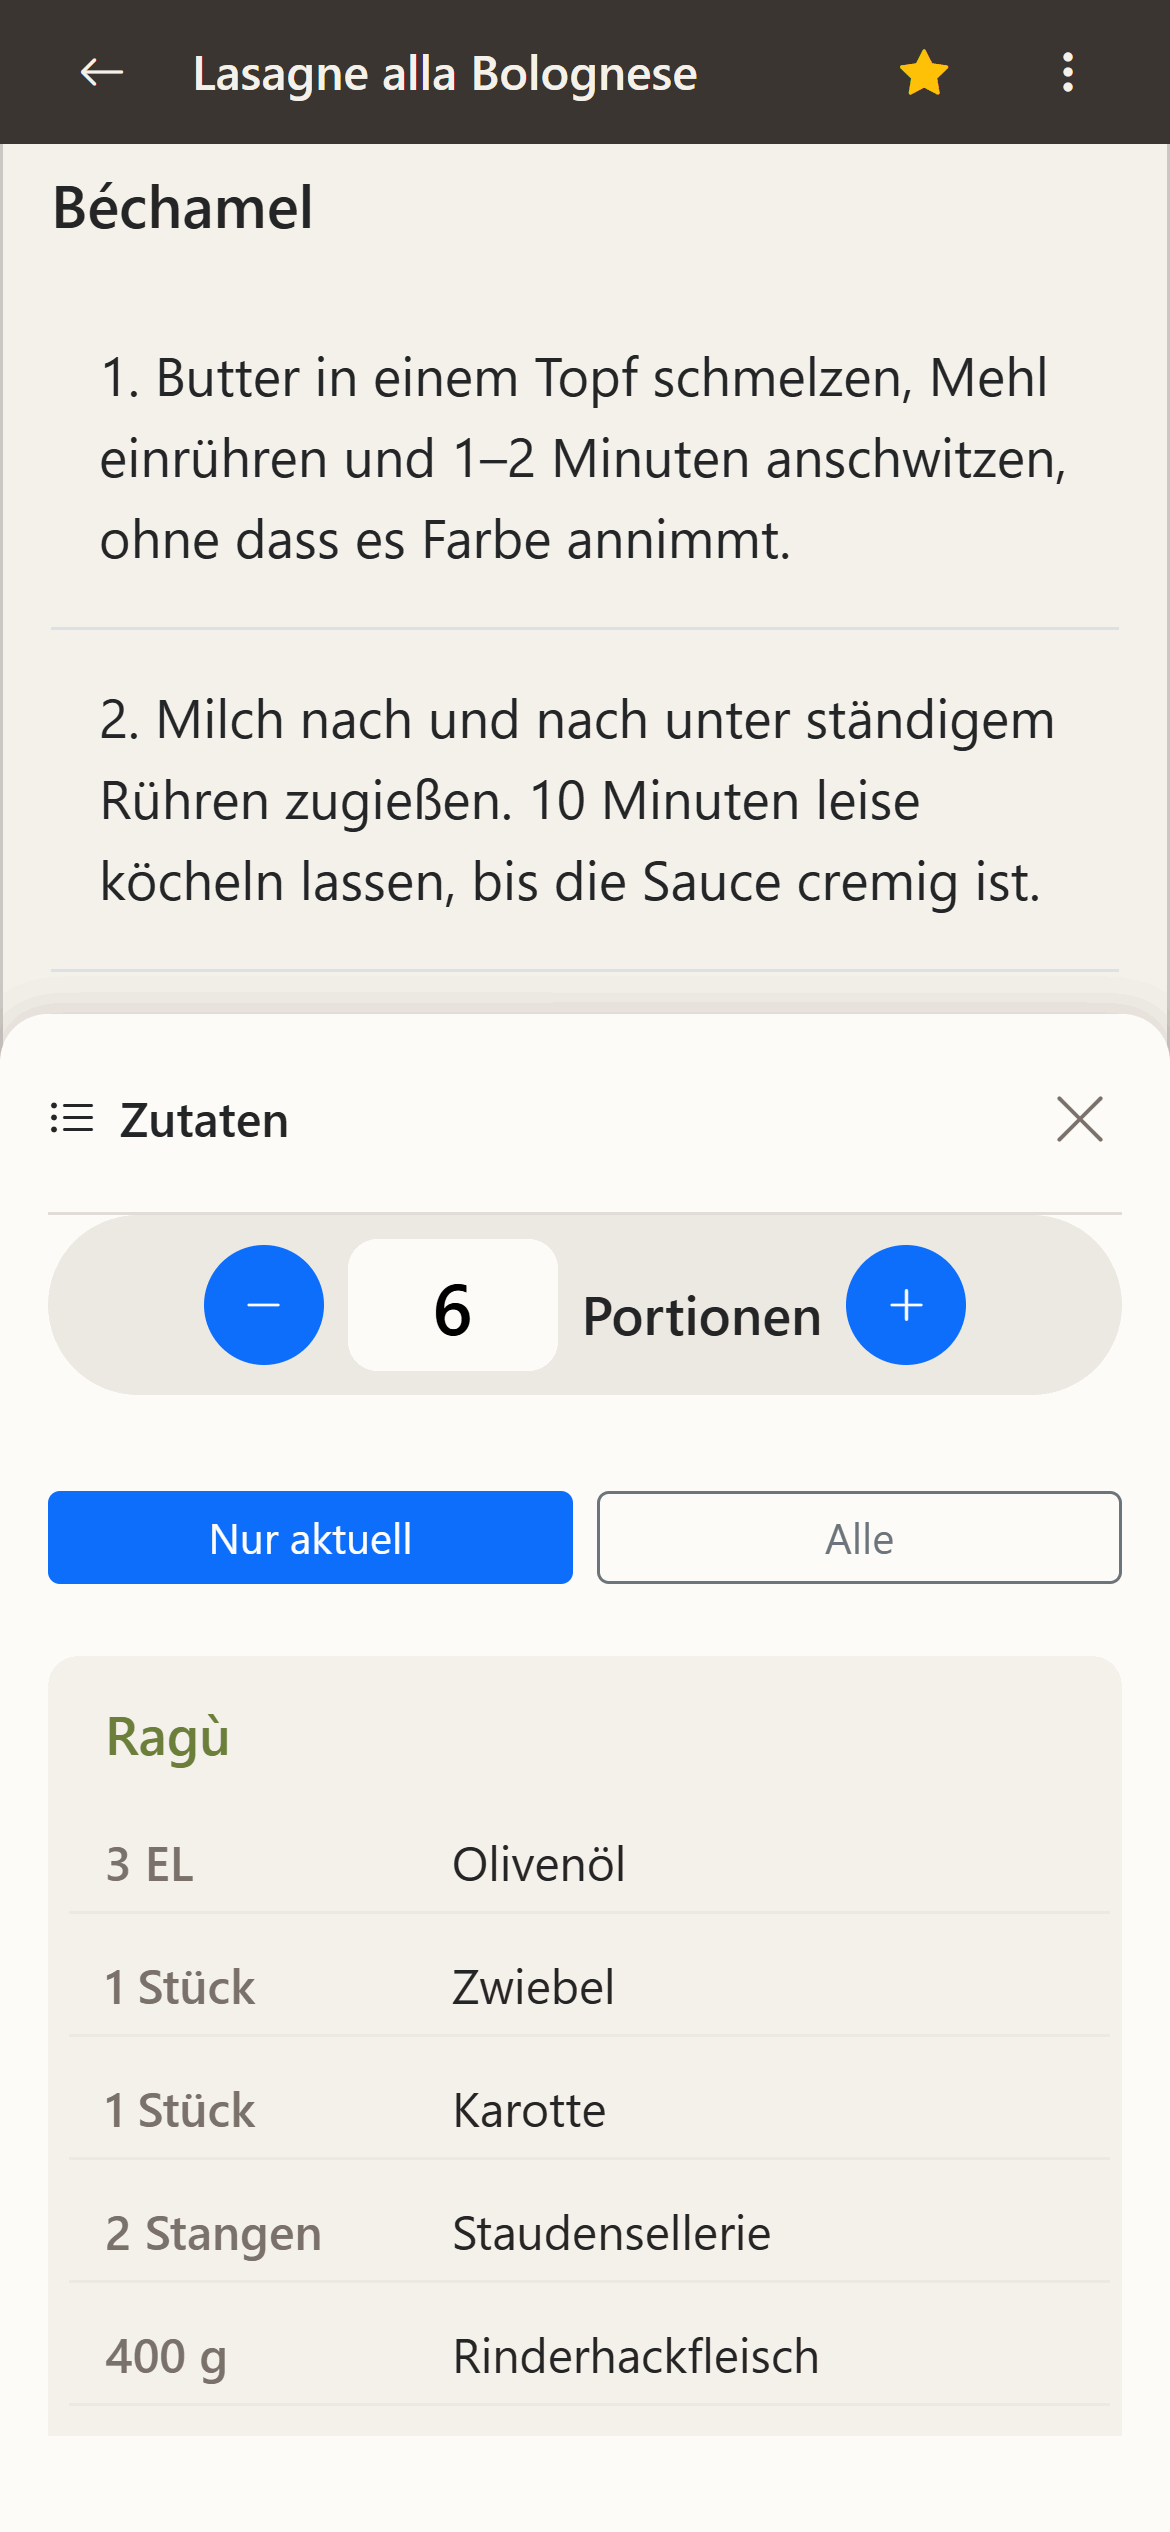 Lasagne alla Bolognese
Béchamel
1. Butter in einem Topf schmelzen, Mehl
einrühren und 1–2 Minuten anschwitzen,
ohne dass es Farbe annimmt.
2. Milch nach und nach unter ständigem
Rühren zugießen. 10 Minuten leise
köcheln lassen, bis die Sauce cremig ist.
Zutaten
6 Portionen
Nur aktuell Alle
Ragù
3 EL Olivenöl
1 Stück Zwiebel
1 Stück Karotte
2 Stangen Staudensellerie
400 g Rinderhackfleisch